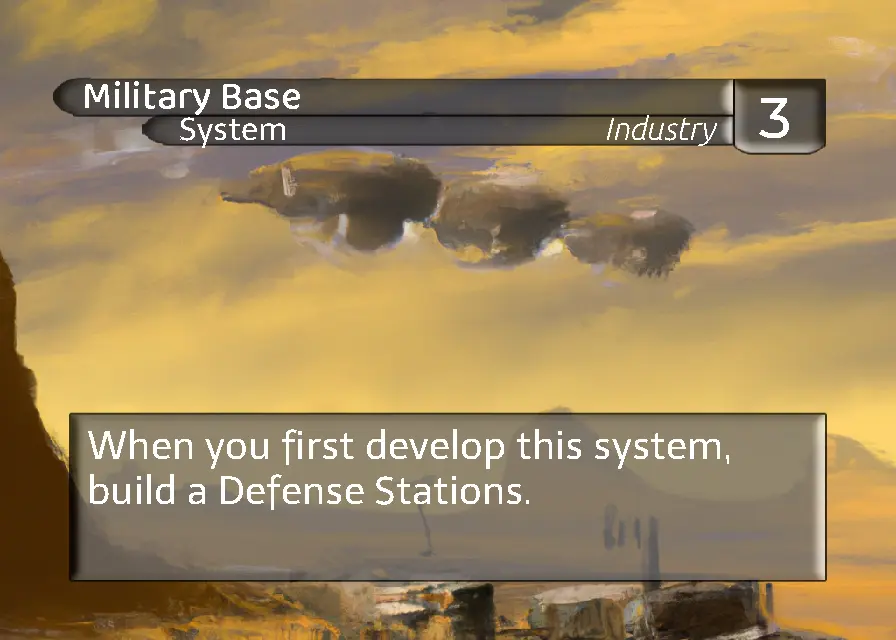 Military Base
System
Industry
3
When you first develop this system,
build a Defense Stations.